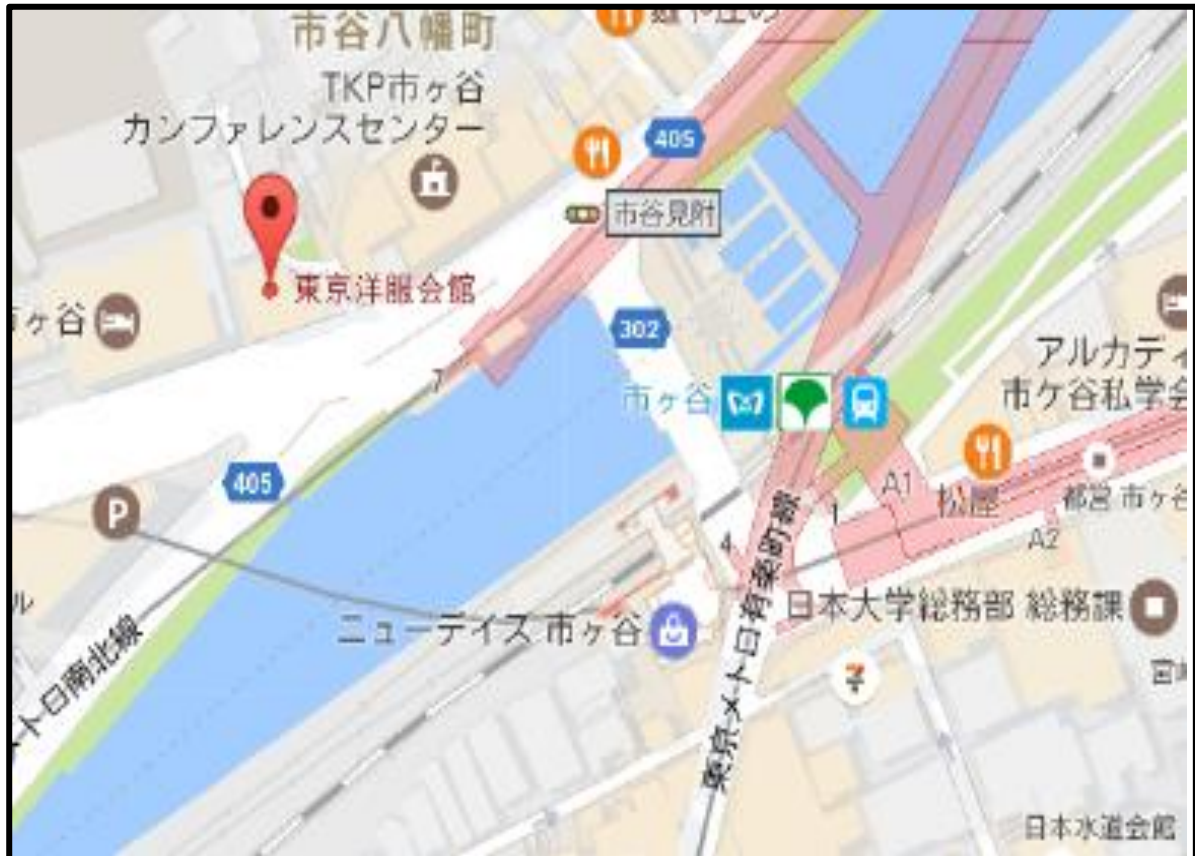 市谷八幡町
TKP市ヶ谷
カンファレンスセンター
405
市谷見附
東京洋服会館
ヶ谷
302
7
市ヶ谷
アルカディ
市ケ谷私学会
405
P
A1
松屋
都営 市ケ谷
1
A2
4
日本大学総務部 総務課
ル
ニューデイズ 市ヶ谷
7
トロ南北線
東京メトロ有楽町線
日本水道会館